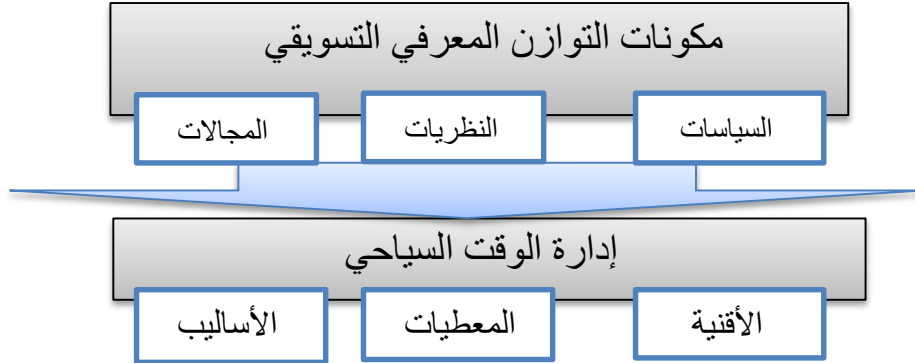 مكونات التوازن المعرفي التسويقي
السياسات
النظريات
المجالات
إدارة الوقت السياحي
الأقنية
المعطيات
الأساليب